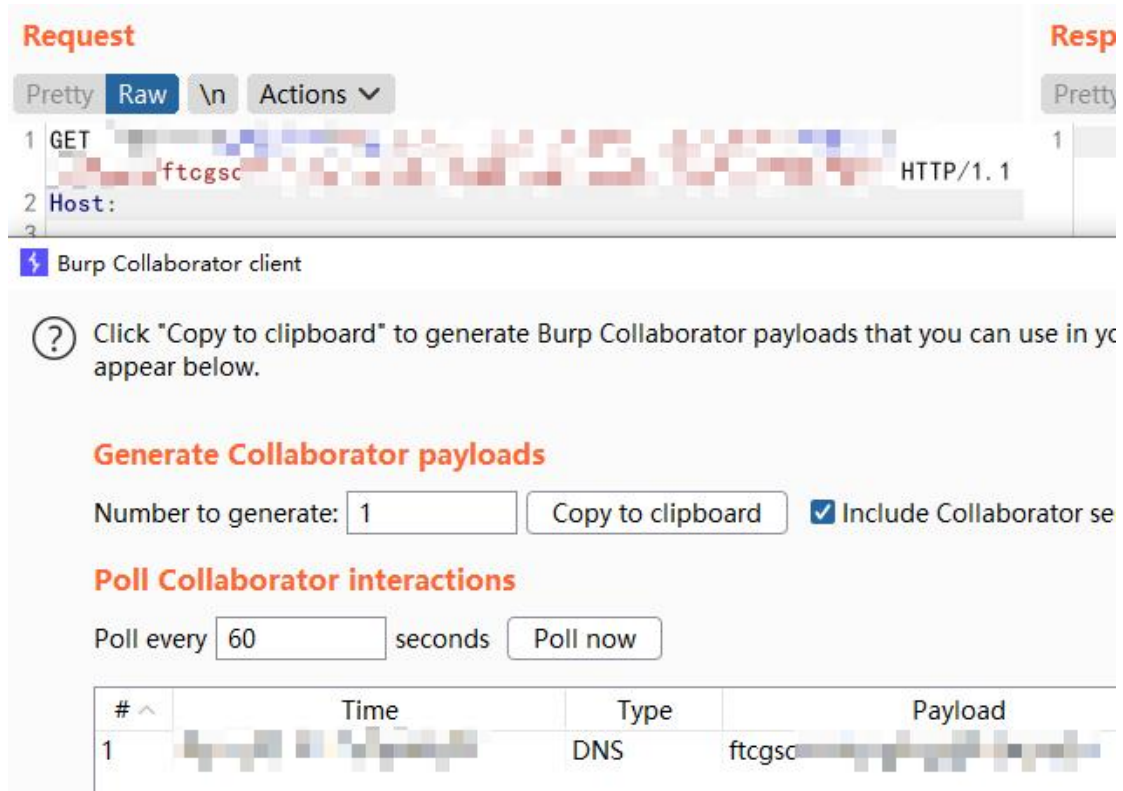 Request
Resp
Pretty Raw \n Actions
Pretty
1 GET
1
ftcgsc HTTP/1.1
2 Host:
3
Burp Collaborator client
? Click "Copy to clipboard" to generate Burp Collaborator payloads that you can use in yo
appear below.
Generate Collaborator payloads
Number to generate: 1 Copy to clipboard Include Collaborator se
Poll Collaborator interactions
Poll every 60 seconds Poll now
# Time Type Payload
1 DNS ftcgsc